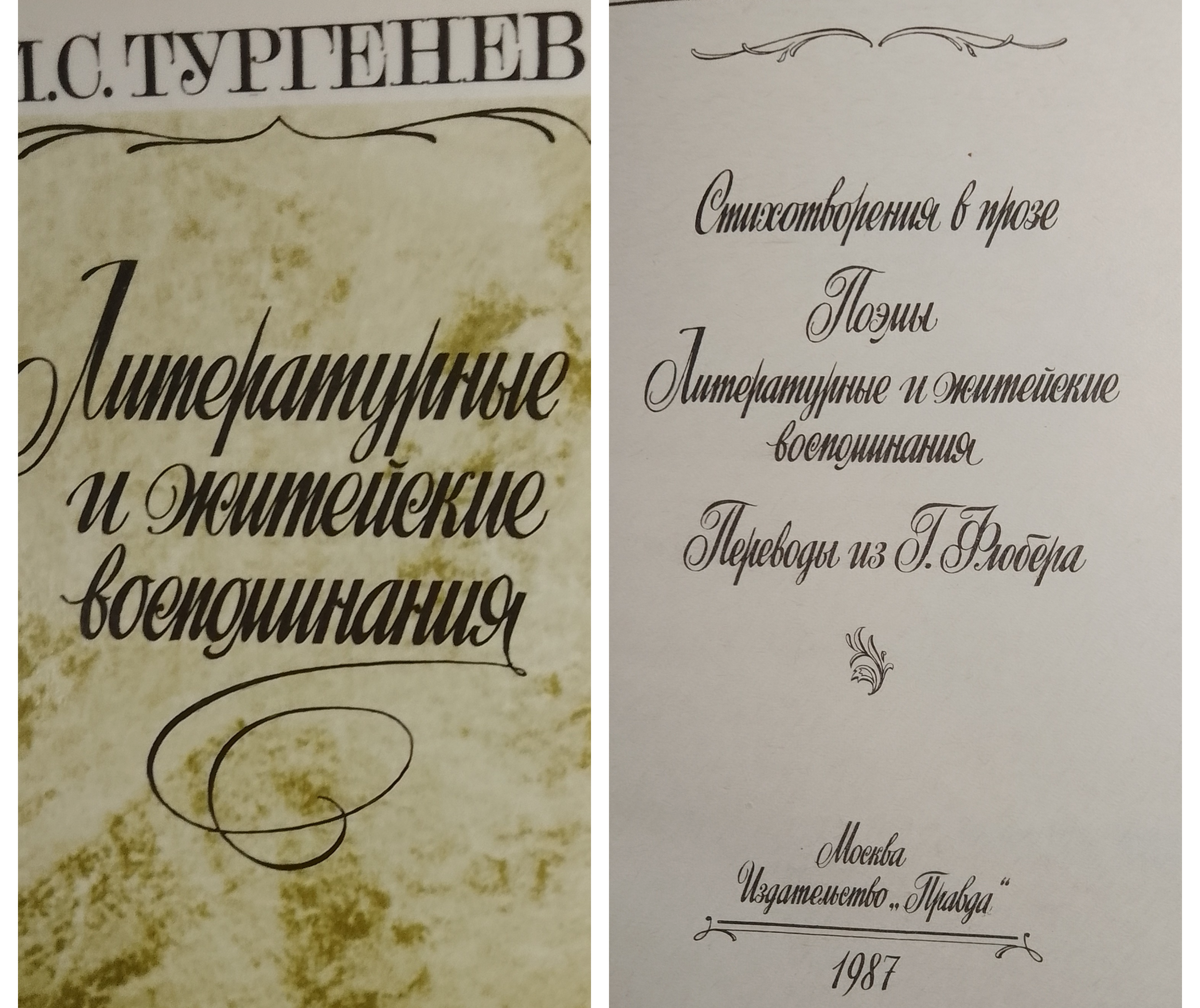 И.С. ТУРГЕНЕВ
Литературные
и житейские
воспоминания
Стихотворения в прозе
Поэмы
Литературные и житейские
воспоминания
Переводы из Г. Флобера
Москва
Издательство „Правда“
1987